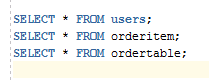 SELECT * FROM users;
SELECT * FROM orderitem;
SELECT * FROM ordertable;